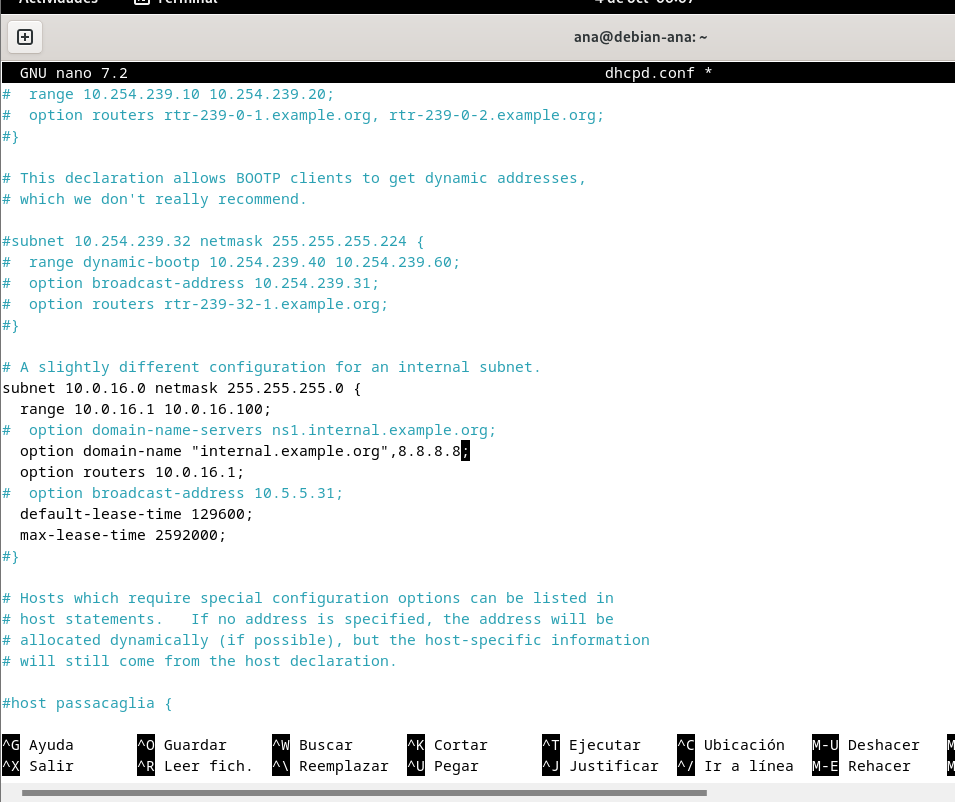 ana@debian-ana: ~
GNU nano 7.2 dhcpd.conf *
#  range 10.254.239.10 10.254.239.20;
#  option routers rtr-239-0-1.example.org, rtr-239-0-2.example.org;
#}
# This declaration allows BOOTP clients to get dynamic addresses,
# which we don't really recommend.
#subnet 10.254.239.32 netmask 255.255.255.224 {
#  range dynamic-bootp 10.254.239.40 10.254.239.60;
#  option broadcast-address 10.254.239.31;
#  option routers rtr-239-32-1.example.org;
#}
# A slightly different configuration for an internal subnet.
subnet 10.0.16.0 netmask 255.255.255.0 {
  range 10.0.16.1 10.0.16.100;
#  option domain-name-servers ns1.internal.example.org;
  option domain-name "internal.example.org",8.8.8.8;
  option routers 10.0.16.1;
#  option broadcast-address 10.5.5.31;
  default-lease-time 129600;
  max-lease-time 2592000;
#}
# Hosts which require special configuration options can be listed in
# host statements.   If no address is specified, the address will be
# allocated dynamically (if possible), but the host-specific information
# will still come from the host declaration.
#host passacaglia {
^G Ayuda ^O Guardar ^W Buscar ^K Cortar ^T Ejecutar ^C Ubicación M-U Deshacer
^X Salir ^R Leer fich. ^\ Reemplazar ^U Pegar ^J Justificar ^/ Ir a línea M-E Rehacer